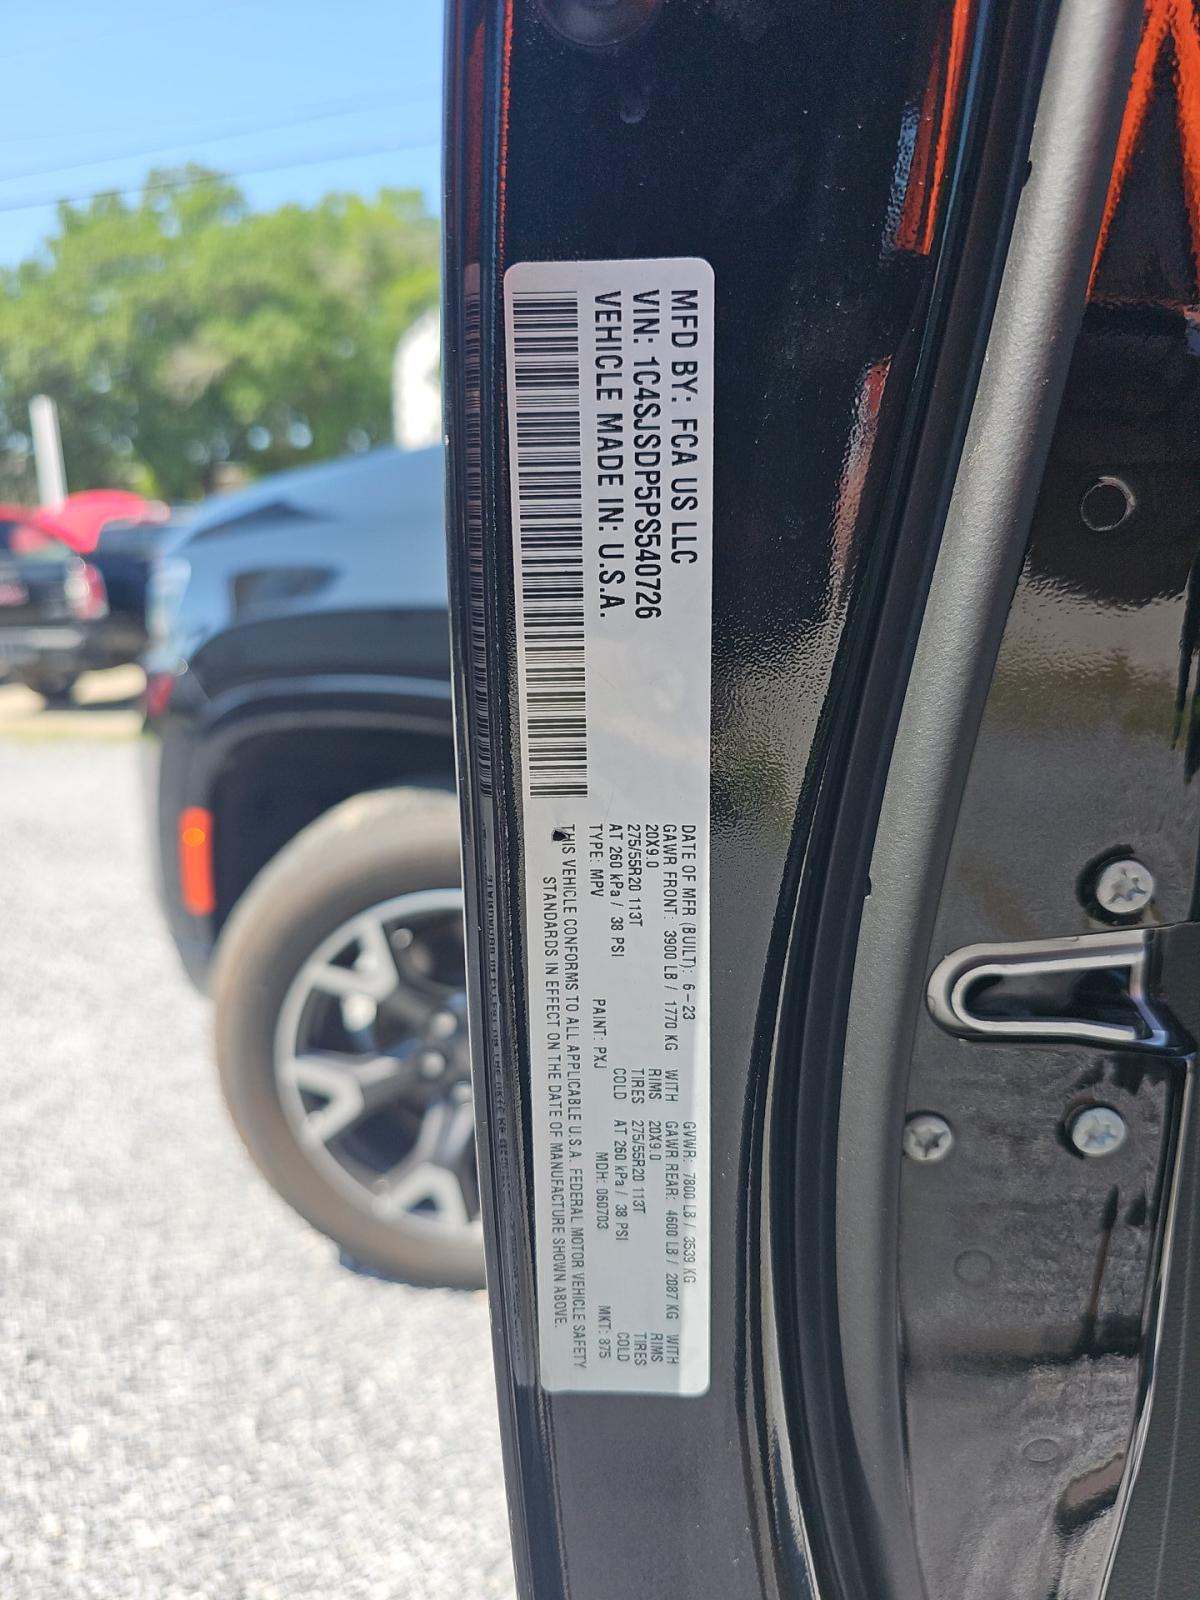 MFD BY: FCA US LLC
VIN: 1C4SJSDP5PS540726
VEHICLE MADE IN: U.S.A.
DATE OF MFR (BUILT): 6-23 GVWR: 7800 LB / 3539 KG
GAWR FRONT: 3900 LB / 1770 KG WITH GAWR REAR: 4600 LB / 2087 KG WITH
20X9.0 RIMS 20X9.0 RIMS
275/55R20 113T TIRES 275/55R20 113T TIRES
AT 260 kPa / 38 PSI COLD AT 260 kPa / 38 PSI COLD
TYPE: MPV PAINT: PXJ MDH: 060703 MKT: 875
THIS VEHICLE CONFORMS TO ALL APPLICABLE U.S.A. FEDERAL MOTOR VEHICLE SAFETY
STANDARDS IN EFFECT ON THE DATE OF MANUFACTURE SHOWN ABOVE.